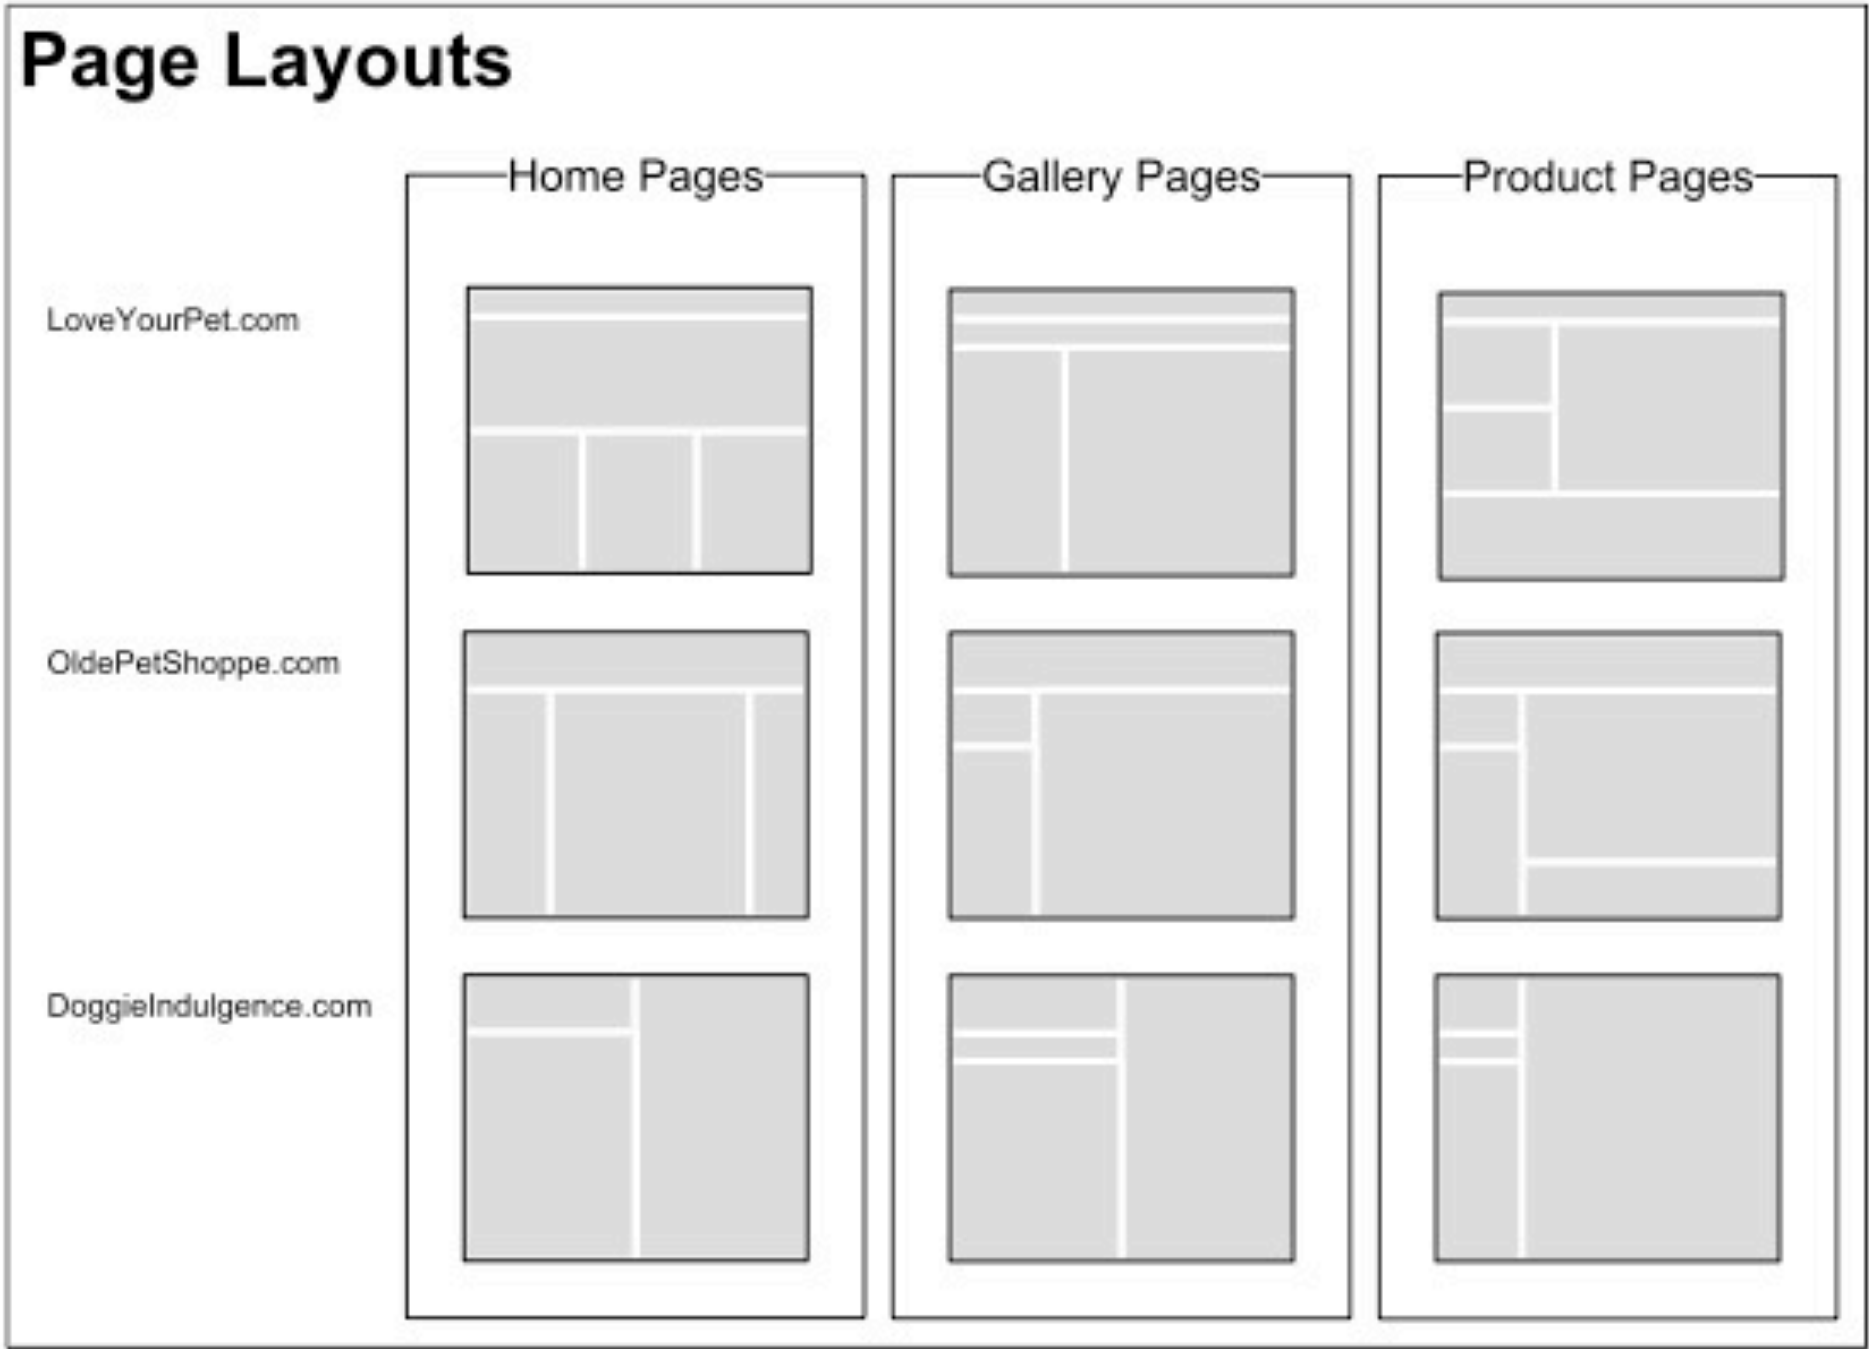 Page Layouts
Home Pages
Gallery Pages
Product Pages
LoveYourPet.com
OldePetShoppe.com
DoggieIndulgence.com